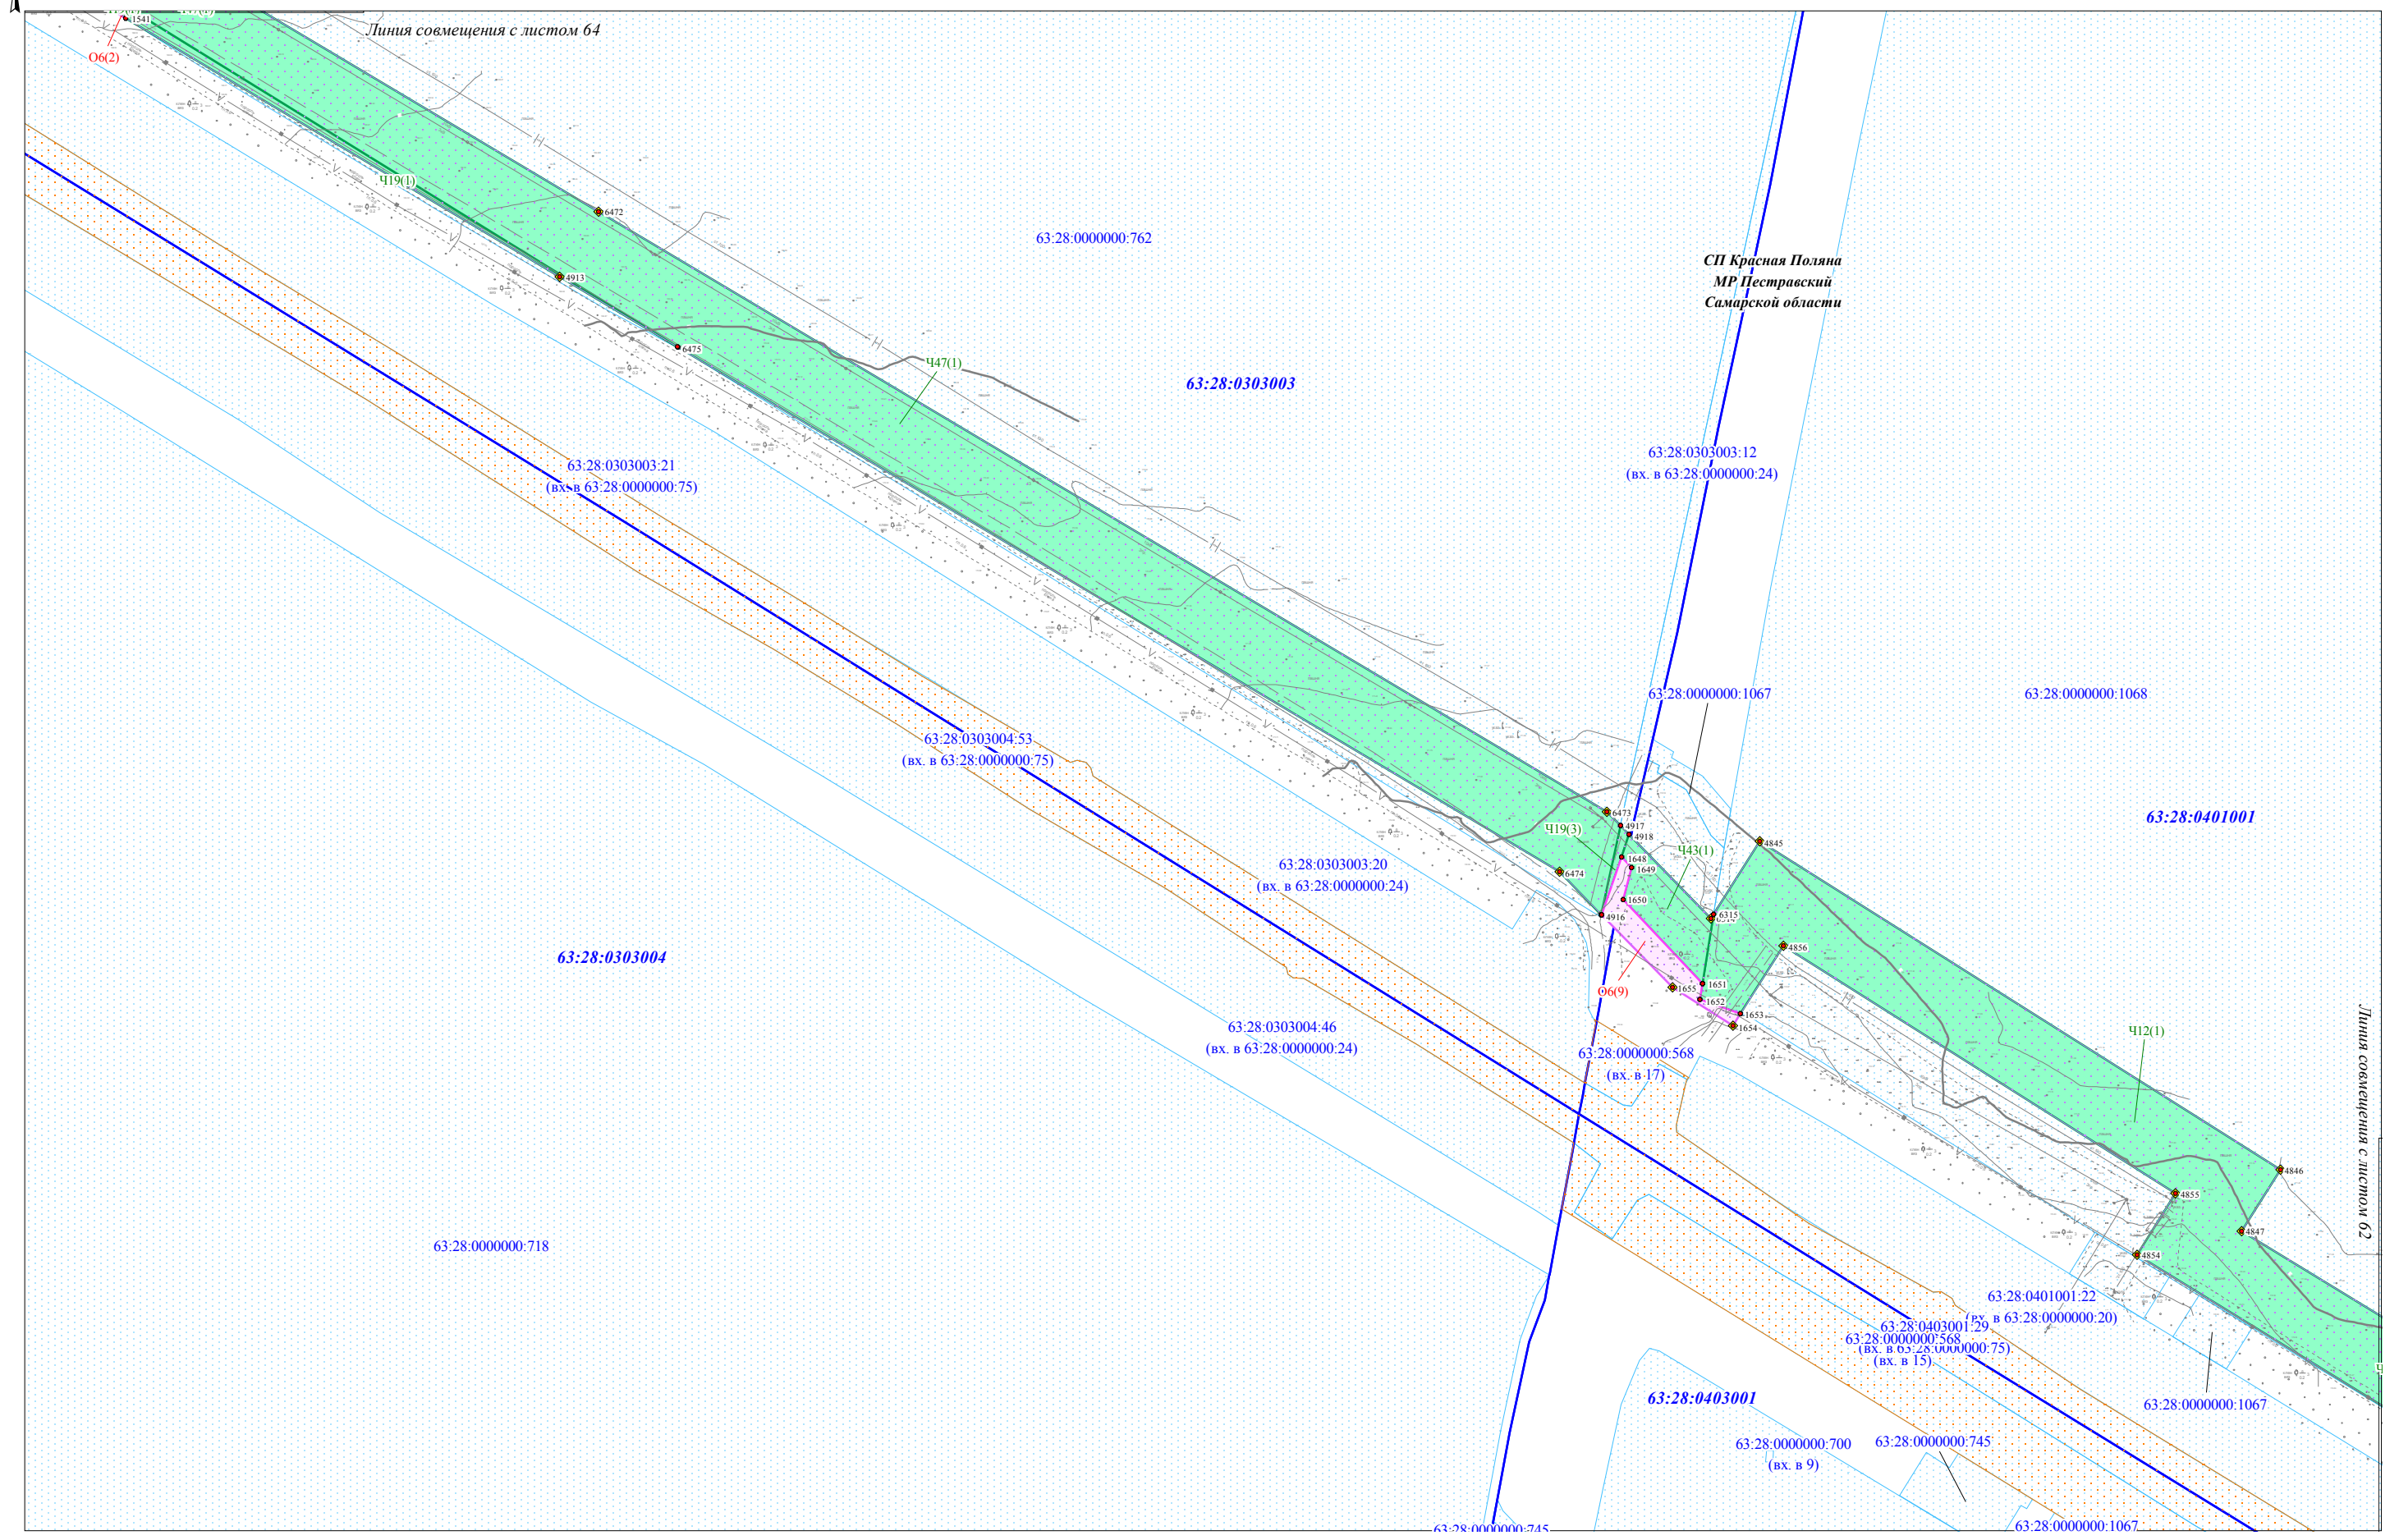 1541
Линия совмещения с листом 64
О6(2)
Ч19(1)
6472
4913
63:28:0000000:762
СП Красная Поляна
МР Пестравский
Самарской области
6475
Ч47(1)
63:28:0303003
63:28:0303003:21
(вх. в 63:28:0000000:75)
63:28:0303003:12
(вх. в 63:28:0000000:24)
63:28:0000000:1067
63:28:0000000:1068
63:28:0303004:53
(вх. в 63:28:0000000:75)
6473
4917
4918
Ч19(3)
Ч43(1)
4845
63:28:0401001
1648
1649
6474
63:28:0303003:20
(вх. в 63:28:0000000:24)
1650
4916
6315
4856
63:28:0303004
О6(9)
1655
1651
1652
1653
1654
63:28:0303004:46
(вх. в 63:28:0000000:24)
63:28:0000000:568
(вх. в 17)
Ч12(1)
Линия совмещения с листом 62
4846
4855
4847
4854
63:28:0000000:718
63:28:0401001:22
(вх. в 63:28:0000000:20)
63:28:0403001:29
63:28:0000000:568
(вх. в 63:28:0000000:75)
(вх. в 15)
63:28:0403001
63:28:0000000:1067
63:28:0000000:700
(вх. в 9)
63:28:0000000:745
63:28:0000000:745
63:28:0000000:1067